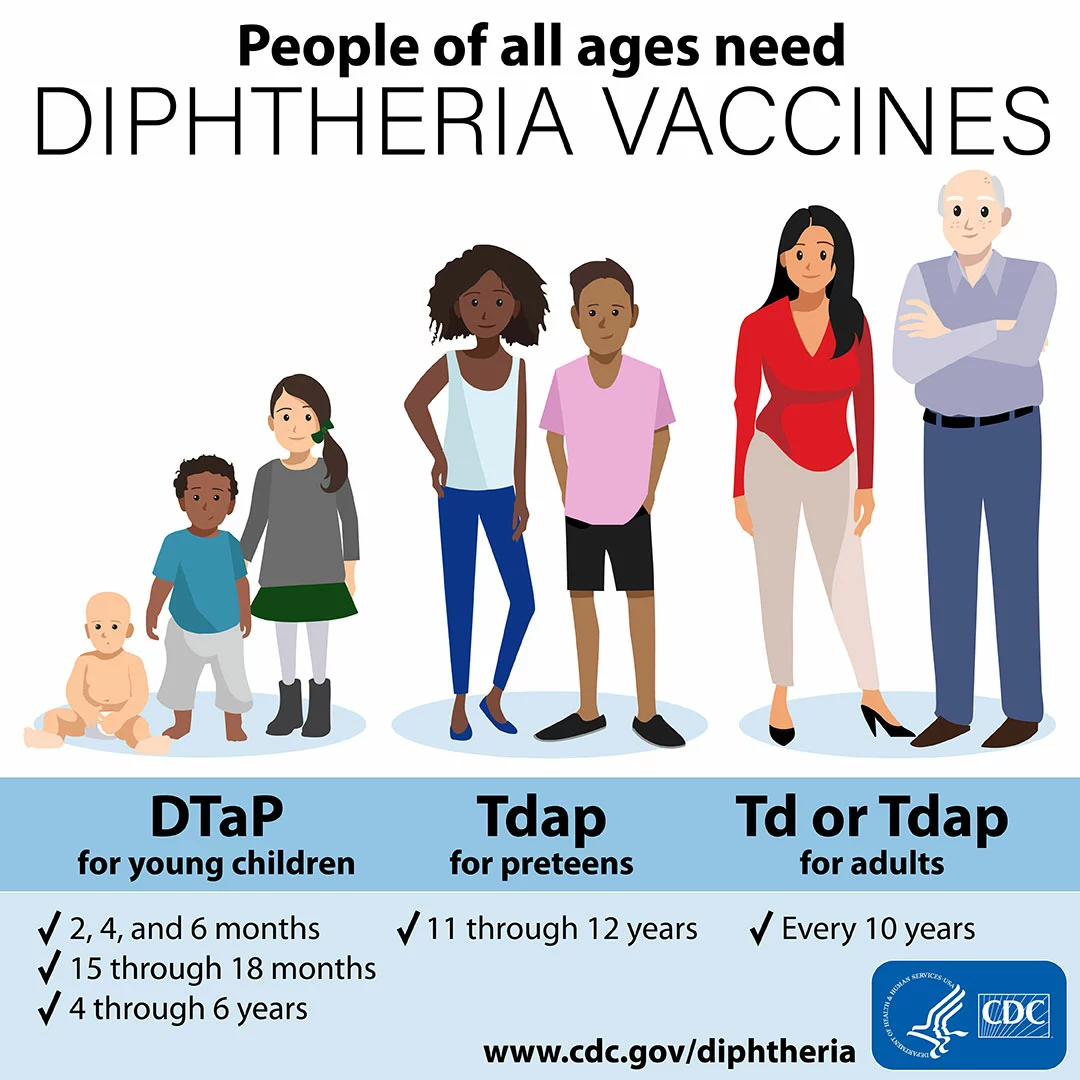 People of all ages need
DIPHTHERIA VACCINES
DTaP
for young children
✓ 2, 4, and 6 months
✓ 15 through 18 months
✓ 4 through 6 years
Tdap
for preteens
✓ 11 through 12 years
Td or Tdap
for adults
✓ Every 10 years
www.cdc.gov/diphtheria
DEPARTMENT OF HEALTH & HUMAN SERVICES•USA
CDC